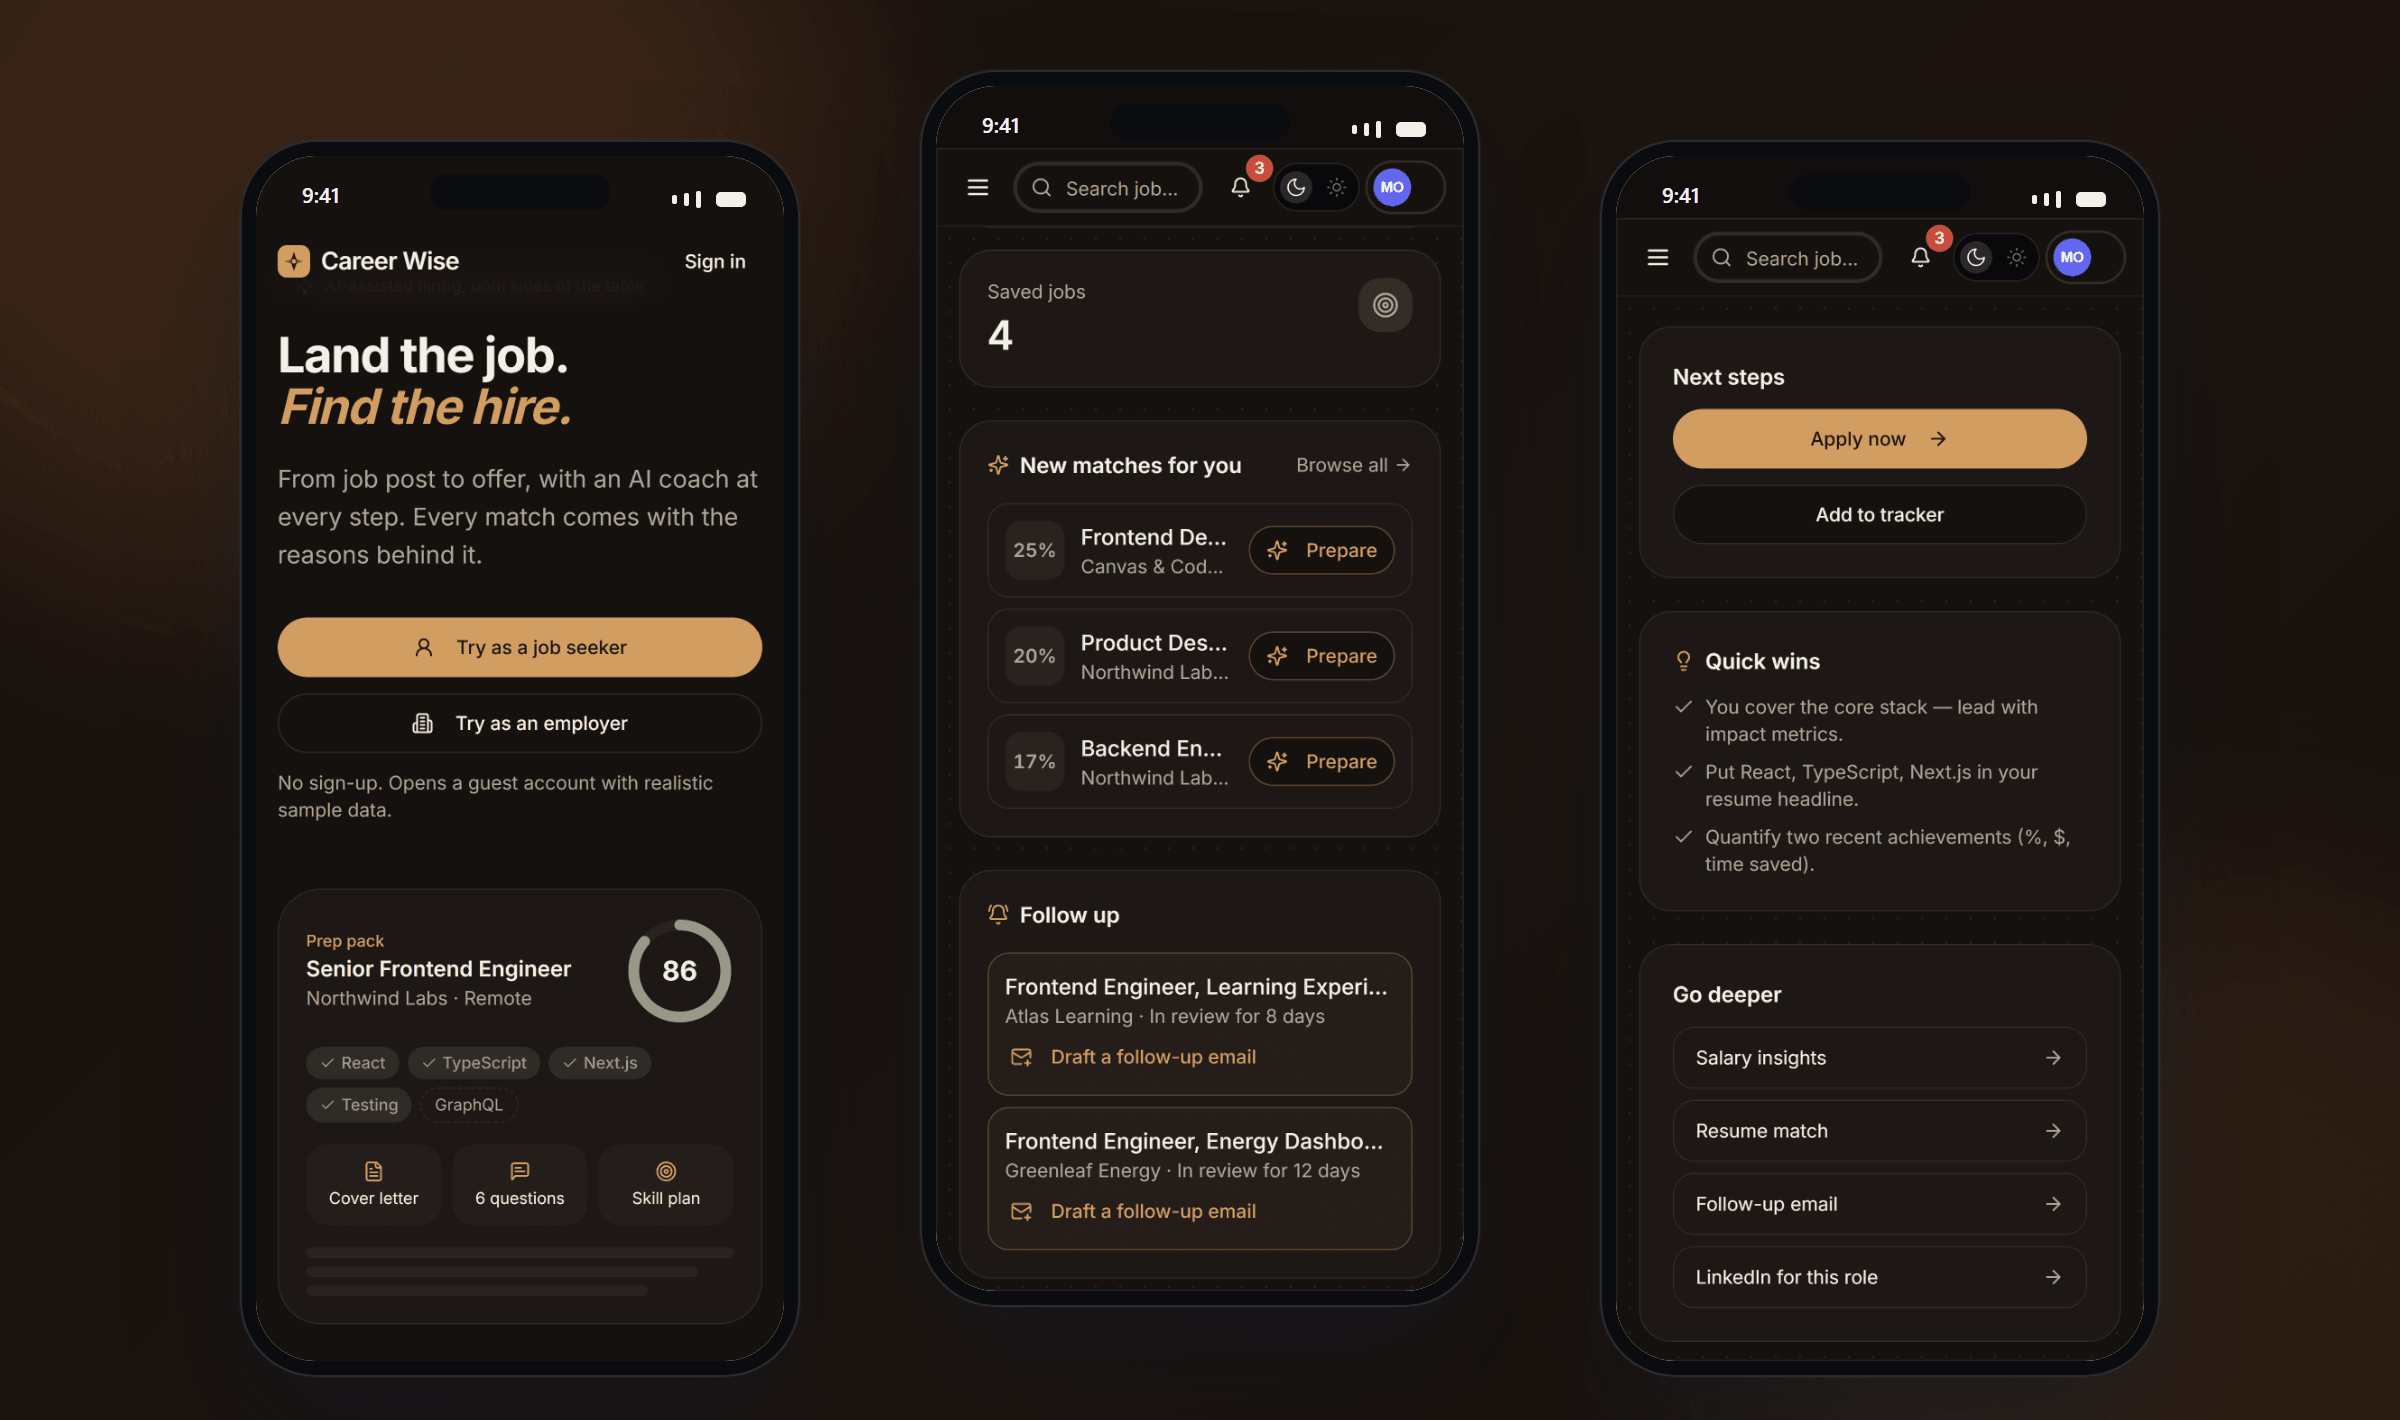 9:41
Career Wise
Sign in
AI-assisted hiring, both sides of the table
Land the job.
Find the hire.
From job post to offer, with an AI coach at
every step. Every match comes with the
reasons behind it.
Try as a job seeker
Try as an employer
No sign-up. Opens a guest account with realistic
sample data.
Prep pack
Senior Frontend Engineer
Northwind Labs · Remote
86
React
TypeScript
Next.js
Testing
GraphQL
Cover letter
6 questions
Skill plan
9:41
Search job...
3
MO
Saved jobs
4
New matches for you
Browse all
25%
Frontend De...
Canvas & Cod...
Prepare
20%
Product Des...
Northwind Lab...
Prepare
17%
Backend En...
Northwind Lab...
Prepare
Follow up
Frontend Engineer, Learning Experi...
Atlas Learning · In review for 8 days
Draft a follow-up email
Frontend Engineer, Energy Dashbo...
Greenleaf Energy · In review for 12 days
Draft a follow-up email
9:41
Search job...
3
MO
Next steps
Apply now
Add to tracker
Quick wins
You cover the core stack — lead with
impact metrics.
Put React, TypeScript, Next.js in your
resume headline.
Quantify two recent achievements (%, $,
time saved).
Go deeper
Salary insights
Resume match
Follow-up email
LinkedIn for this role